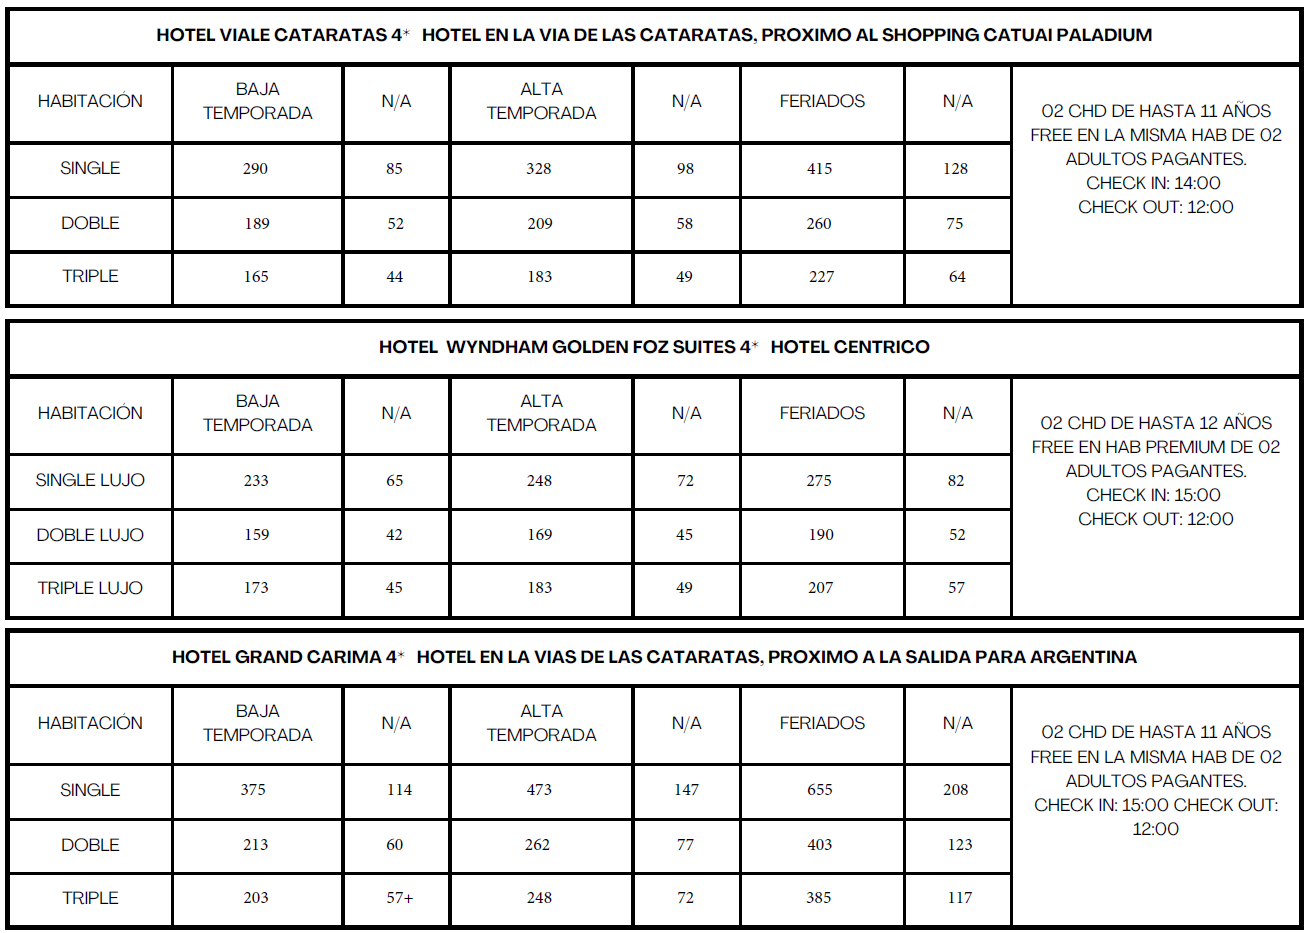 HOTEL VIALE CATARATAS 4* HOTEL EN LA VIA DE LAS CATARATAS, PROXIMO AL SHOPPING CATUAI PALADIUM
HABITACIÓN BAJA TEMPORADA N/A ALTA TEMPORADA N/A FERIADOS N/A
SINGLE 290 85 328 98 415 128
DOBLE 189 52 209 58 260 75
TRIPLE 165 44 183 49 227 64
02 CHD DE HASTA 11 AÑOS
FREE EN LA MISMA HAB DE 02
ADULTOS PAGANTES.
CHECK IN: 14:00
CHECK OUT: 12:00
HOTEL WYNDHAM GOLDEN FOZ SUITES 4* HOTEL CENTRICO
HABITACIÓN BAJA TEMPORADA N/A ALTA TEMPORADA N/A FERIADOS N/A
SINGLE LUJO 233 65 248 72 275 82
DOBLE LUJO 159 42 169 45 190 52
TRIPLE LUJO 173 45 183 49 207 57
02 CHD DE HASTA 12 AÑOS
FREE EN HAB PREMIUM DE 02
ADULTOS PAGANTES.
CHECK IN: 15:00
CHECK OUT: 12:00
HOTEL GRAND CARIMA 4* HOTEL EN LA VIAS DE LAS CATARATAS, PROXIMO A LA SALIDA PARA ARGENTINA
HABITACIÓN BAJA TEMPORADA N/A ALTA TEMPORADA N/A FERIADOS N/A
SINGLE 375 114 473 147 655 208
DOBLE 213 60 262 77 403 123
TRIPLE 203 57+ 248 72 385 117
02 CHD DE HASTA 11 AÑOS
FREE EN LA MISMA HAB DE 02
ADULTOS PAGANTES.
CHECK IN: 15:00 CHECK OUT:
12:00